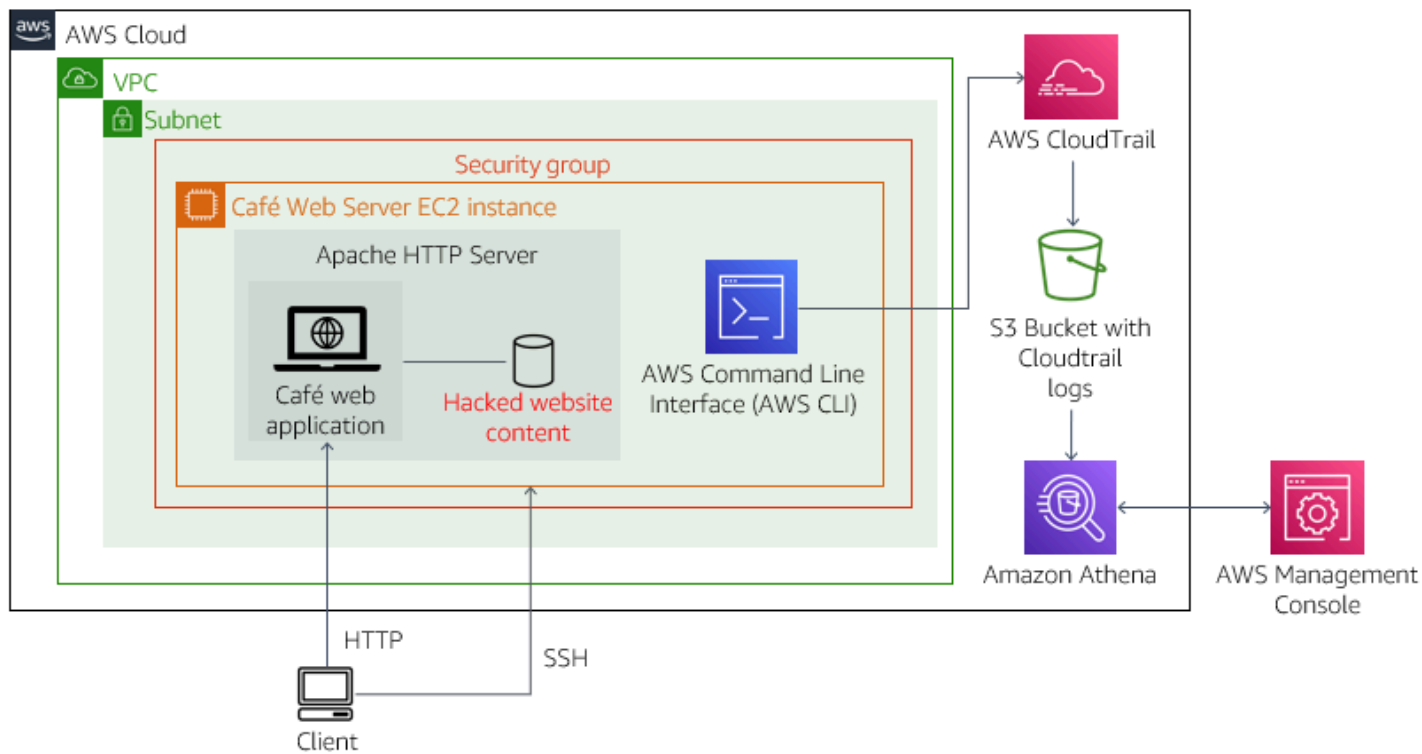 aws
AWS Cloud
VPC
Subnet
Security group
Café Web Server EC2 instance
Apache HTTP Server
Café web
application
Hacked website
content
AWS Command Line
Interface (AWS CLI)
AWS CloudTrail
S3 Bucket with
Cloudtrail
logs
Amazon Athena
AWS Management
Console
HTTP
SSH
Client